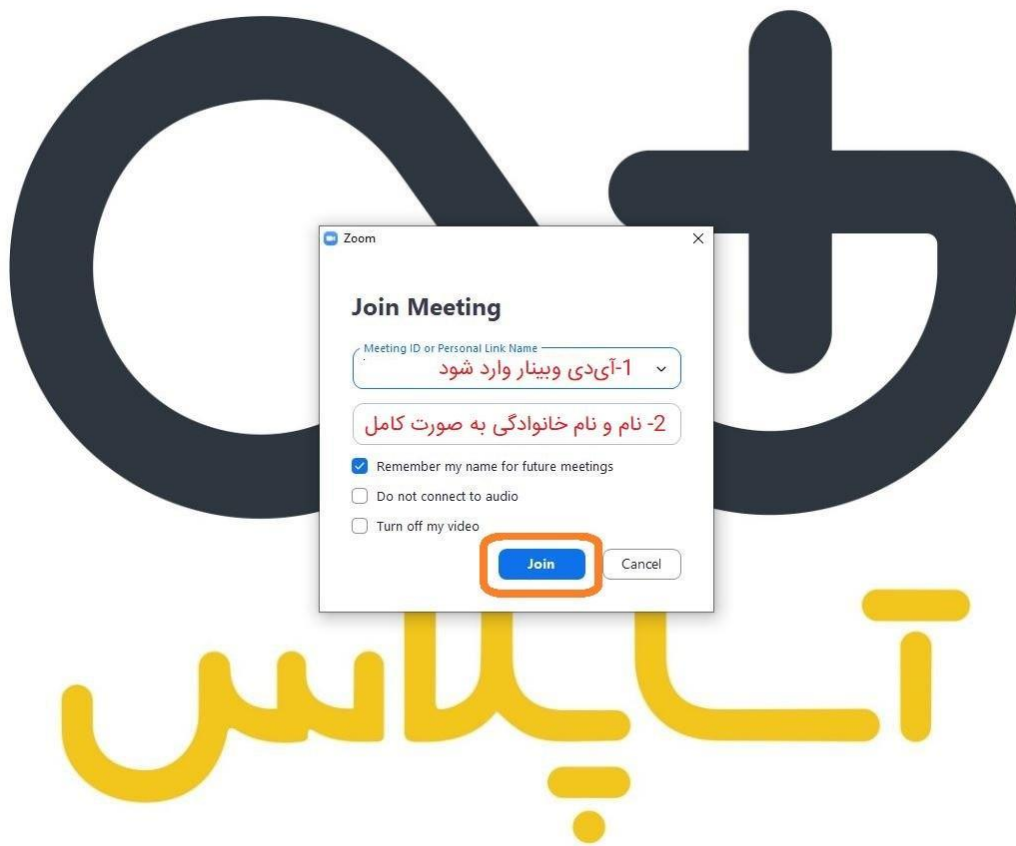 Zoom
Join Meeting
Meeting ID or Personal Link Name
1-آی‌دی وبینار وارد شود
2- نام و نام خانوادگی به صورت کامل
Remember my name for future meetings
Do not connect to audio
Turn off my video
Join
Cancel